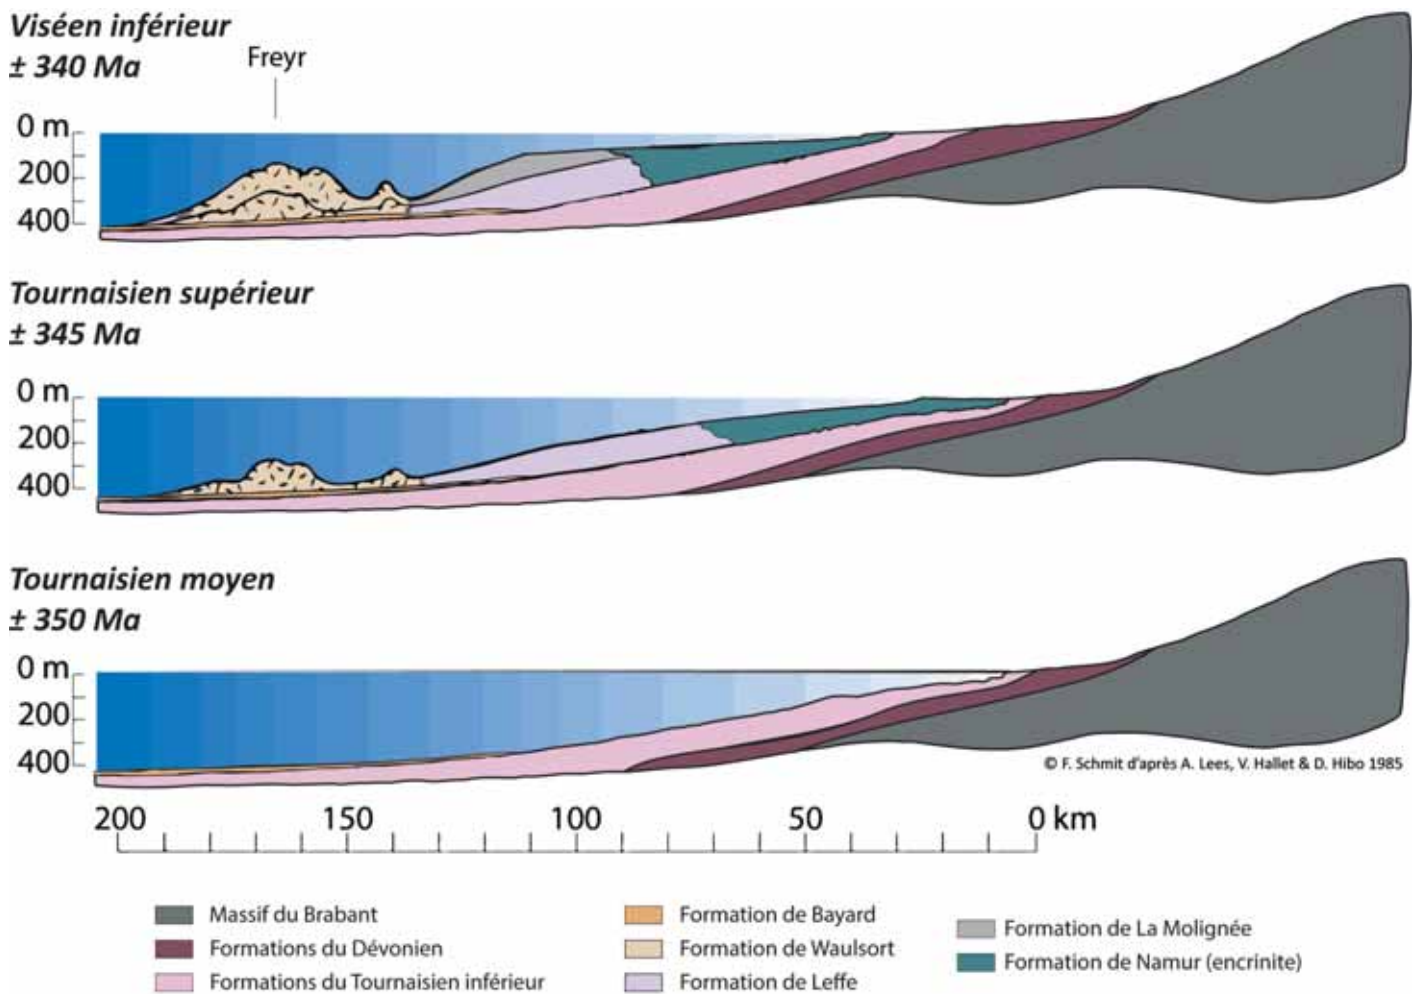 Viséen inférieur
± 340 Ma
Freyr
0 m
200
400
Tournaisien supérieur
± 345 Ma
0 m
200
400
Tournaisien moyen
± 350 Ma
0 m
200
400
© F. Schmit d'après A. Lees, V. Hallet & D. Hibo 1985
200 150 100 50 0 km
Massif du Brabant
Formations du Dévonien
Formations du Tournaisien inférieur
Formation de Bayard
Formation de Waulsort
Formation de Leffe
Formation de La Molignée
Formation de Namur (encrinite)